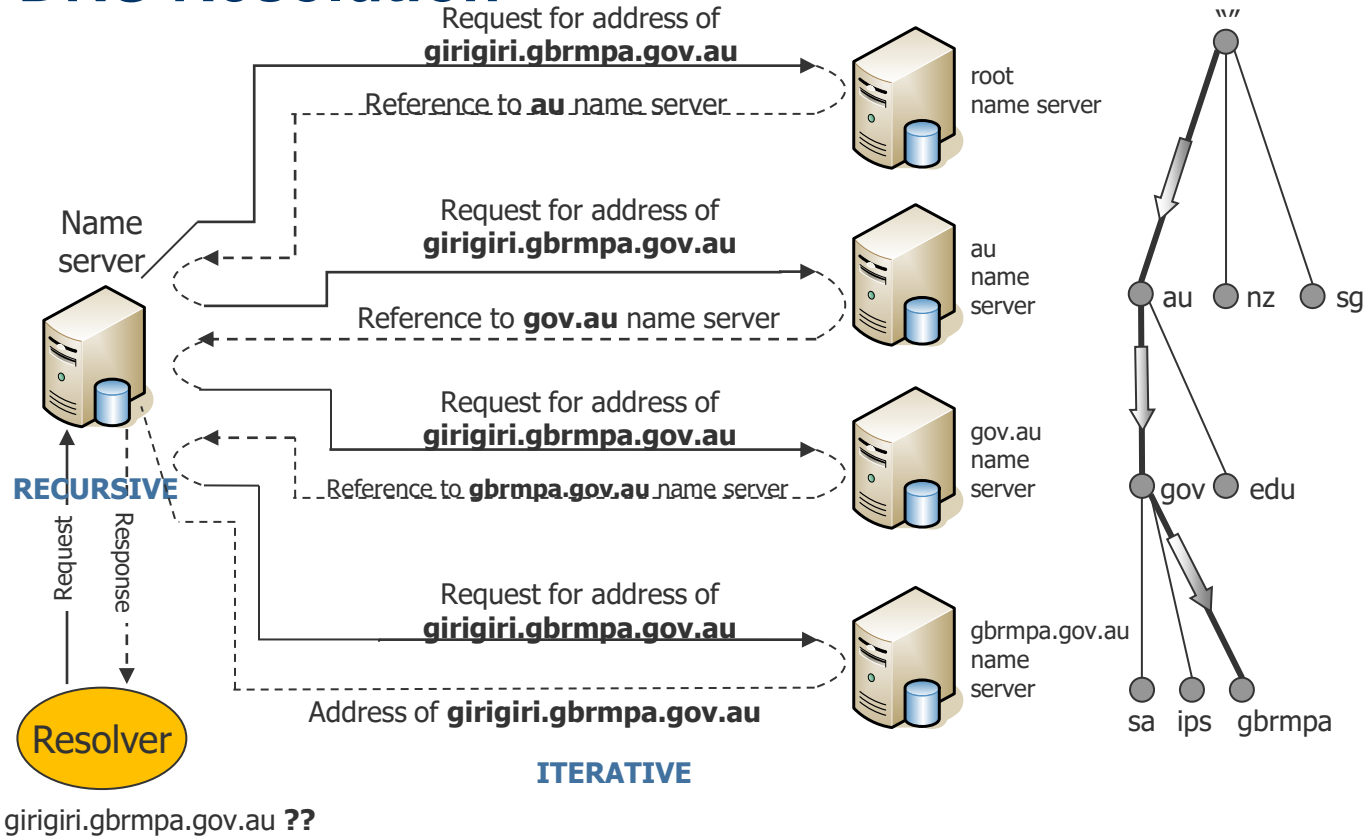 Request for address of
girigiri.gbrmpa.gov.au
Reference to au name server
root
name server
Name
server
Request for address of
girigiri.gbrmpa.gov.au
au
name
server
Reference to gov.au name server
Request for address of
girigiri.gbrmpa.gov.au
gov.au
name
server
Reference to gbrmpa.gov.au name server
RECURSIVE
Request
Response
Request for address of
girigiri.gbrmpa.gov.au
gbrmpa.gov.au
name
server
Address of girigiri.gbrmpa.gov.au
Resolver
ITERATIVE
girigiri.gbrmpa.gov.au ??
au
nz
sg
gov
edu
sa
ips
gbrmpa